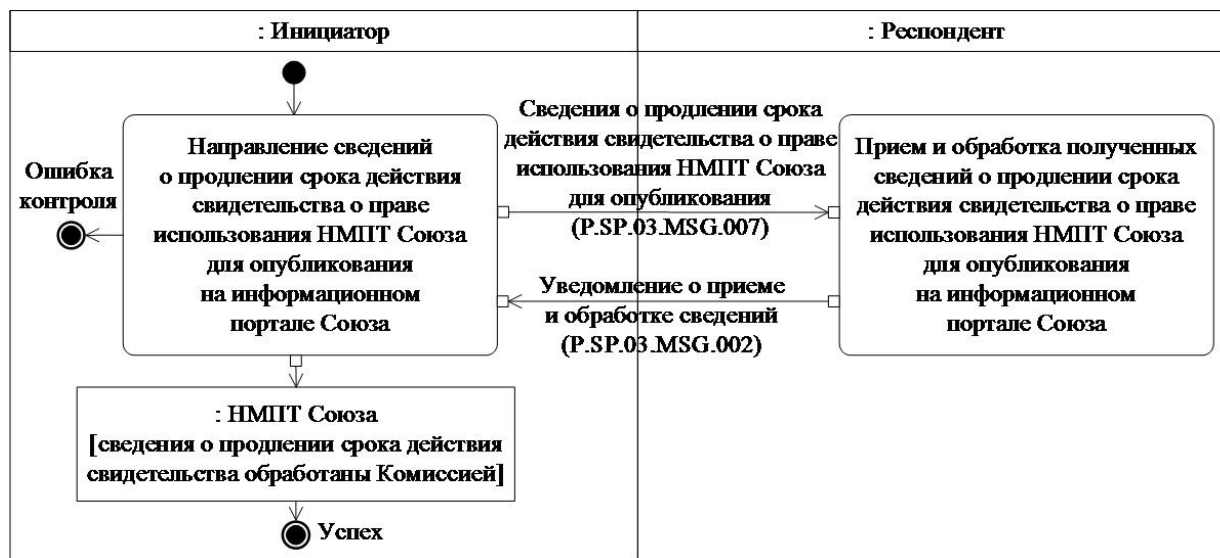 : Инициатор
: Респондент
Ошибка
контроля
Направление сведений
о продлении срока действия
свидетельства о праве
использования НМПТ Союза
для опубликования
на информационном
портале Союза
Сведения о продлении срока
действия свидетельства о праве
использования НМПТ Союза
для опубликования
(P.SP.03.MSG.007)
Уведомление о приеме
и обработке сведений
(P.SP.03.MSG.002)
Прием и обработка полученных
сведений о продлении срока
действия свидетельства о праве
использования НМПТ Союза
для опубликования
на информационном
портале Союза
: НМПТ Союза
[сведения о продлении срока действия
свидетельства обработаны Комиссией]
Успех